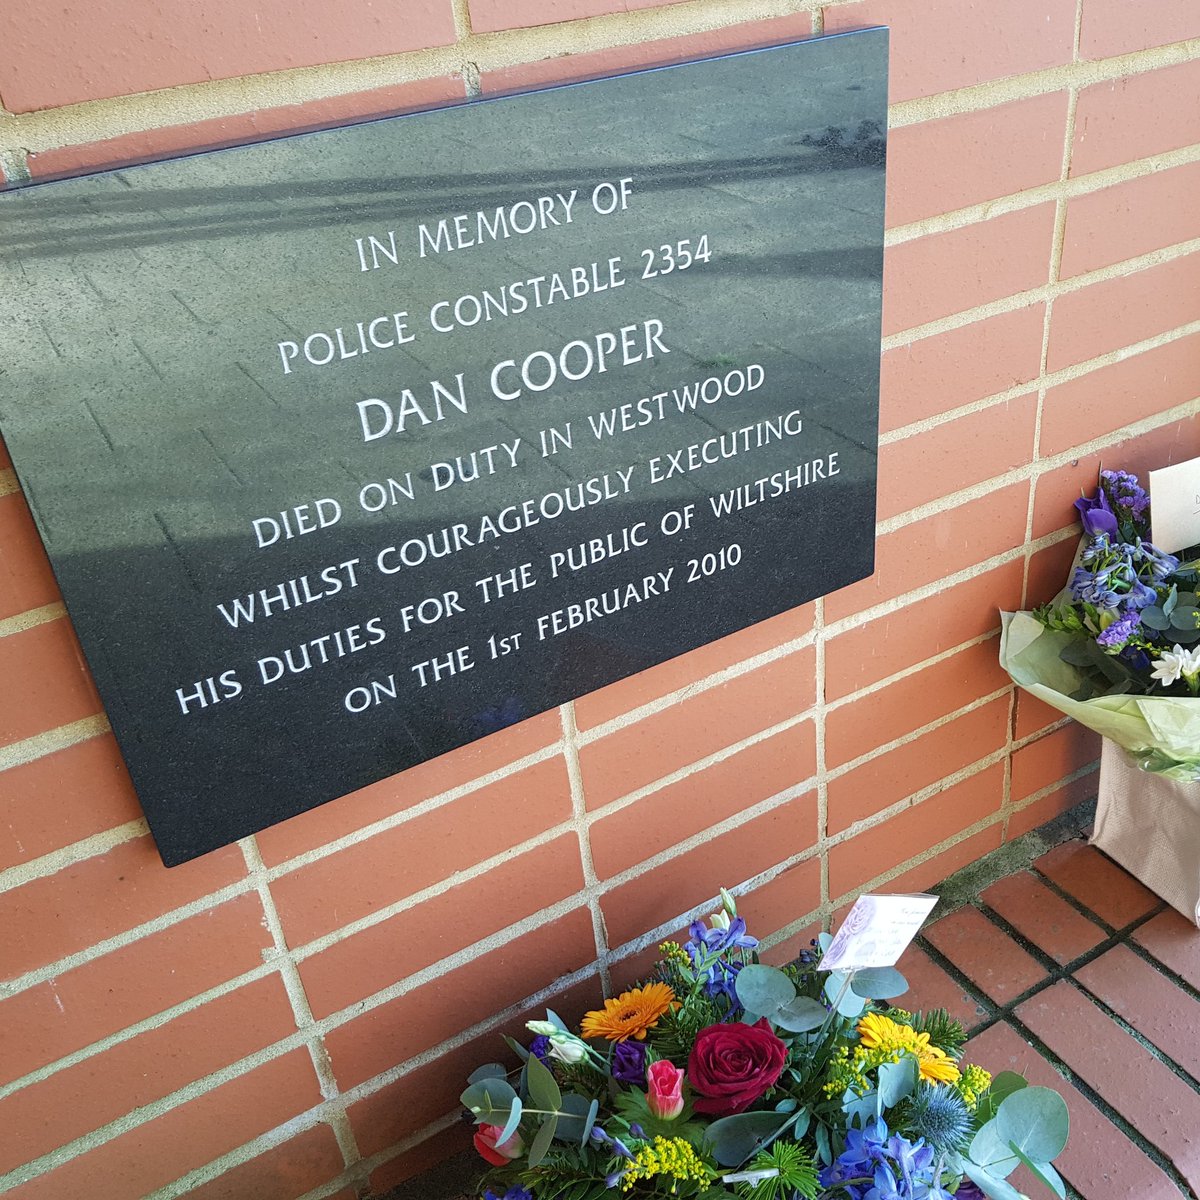 IN MEMORY OF
POLICE CONSTABLE 2354
DAN COOPER
DIED ON DUTY IN WESTWOOD
WHILST COURAGEOUSLY EXECUTING
HIS DUTIES FOR THE PUBLIC OF WILTSHIRE
ON THE 1ST FEBRUARY 2010